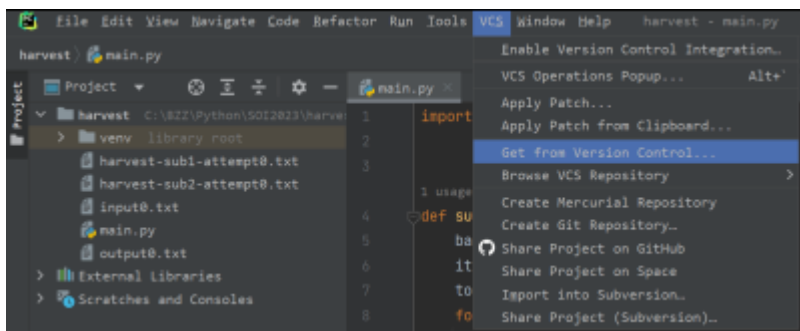 File Edit View Navigate Code Refactor Run Tools VCS Window Help harvest - main.py
harvest main.py
Project
Project
main.py
harvest C:\BZZ\Python\SOI2023\harve
venv library root
harvest-sub1-attempt0.txt
harvest-sub2-attempt0.txt
input0.txt
main.py
output0.txt
External Libraries
Scratches and Consoles
1 import
2
3
1 usage
4 def su
5 ba
6 it
7 to
8 fo
Enable Version Control Integration…
VCS Operations Popup... Alt+`
Apply Patch...
Apply Patch from Clipboard...
Get from Version Control...
Browse VCS Repository
Create Mercurial Repository
Create Git Repository…
Share Project on GitHub
Share Project on Space
Import into Subversion…
Share Project (Subversion)…